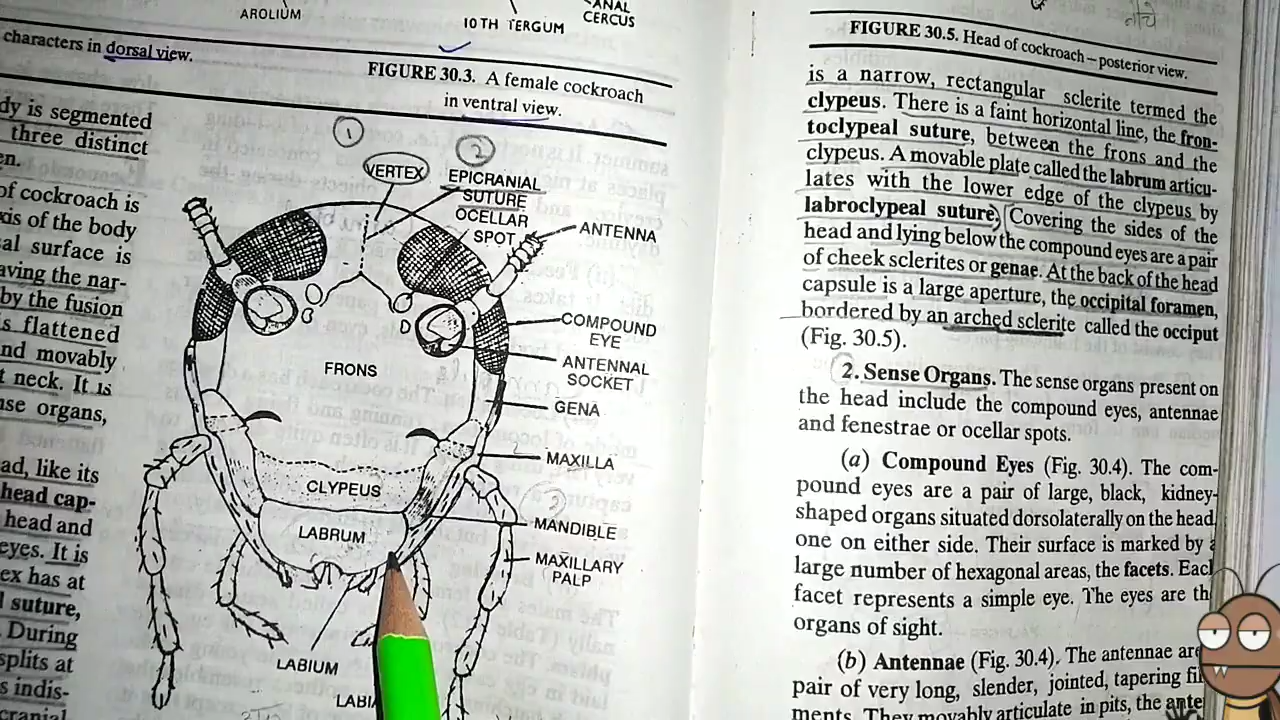 AROLIUM
10 TH TERGUM
ANAL
CERCUS
characters in dorsal view.
FIGURE 30.3. A female cockroach
in ventral view.
dy is segmented
three distinct
en.
of cockroach is
xis of the body
al surface is
aving the nar-
by the fusion
is flattened
nd movably
t neck. It is
nse organs,
ad, like its
head cap-
head and
eyes. It is
ex has at
l suture,
During
splits at
s indis-
cranial
1
2
VERTEX
EPICRANIAL
SUTURE
OCELLAR
SPOT
ANTENNA
COMPOUND
EYE
ANTENNAL
SOCKET
FRONS
GENA
MAXILLA
CLYPEUS
MANDIBLE
LABRUM
MAXILLARY
PALP
LABIUM
LABI
नीचे
FIGURE 30.5. Head of cockroach – posterior view.
is a narrow, rectangular sclerite termed the
clypeus. There is a faint horizontal line, the fron-
toclypeal suture, between the frons and the
clypeus. A movable plate called the labrum articu-
lates with the lower edge of the clypeus by
labroclypeal suture, Covering the sides of the
head and lying below the compound eyes are a pair
of cheek sclerites or genae. At the back of the head
capsule is a large aperture, the occipital foramen,
bordered by an arched sclerite called the occiput
(Fig. 30.5).
2. Sense Organs. The sense organs present on
the head include the compound eyes, antennae
and fenestrae or ocellar spots.
(a) Compound Eyes (Fig. 30.4). The com-
pound eyes are a pair of large, black, kidney-
shaped organs situated dorsolaterally on the head,
one on either side. Their surface is marked by a
large number of hexagonal areas, the facets. Each
facet represents a simple eye. The eyes are th
organs of sight.
(b) Antennae (Fig. 30.4). The antennae are
pair of very long, slender, jointed, tapering fil
ments. They movably articulate in pits, the ante